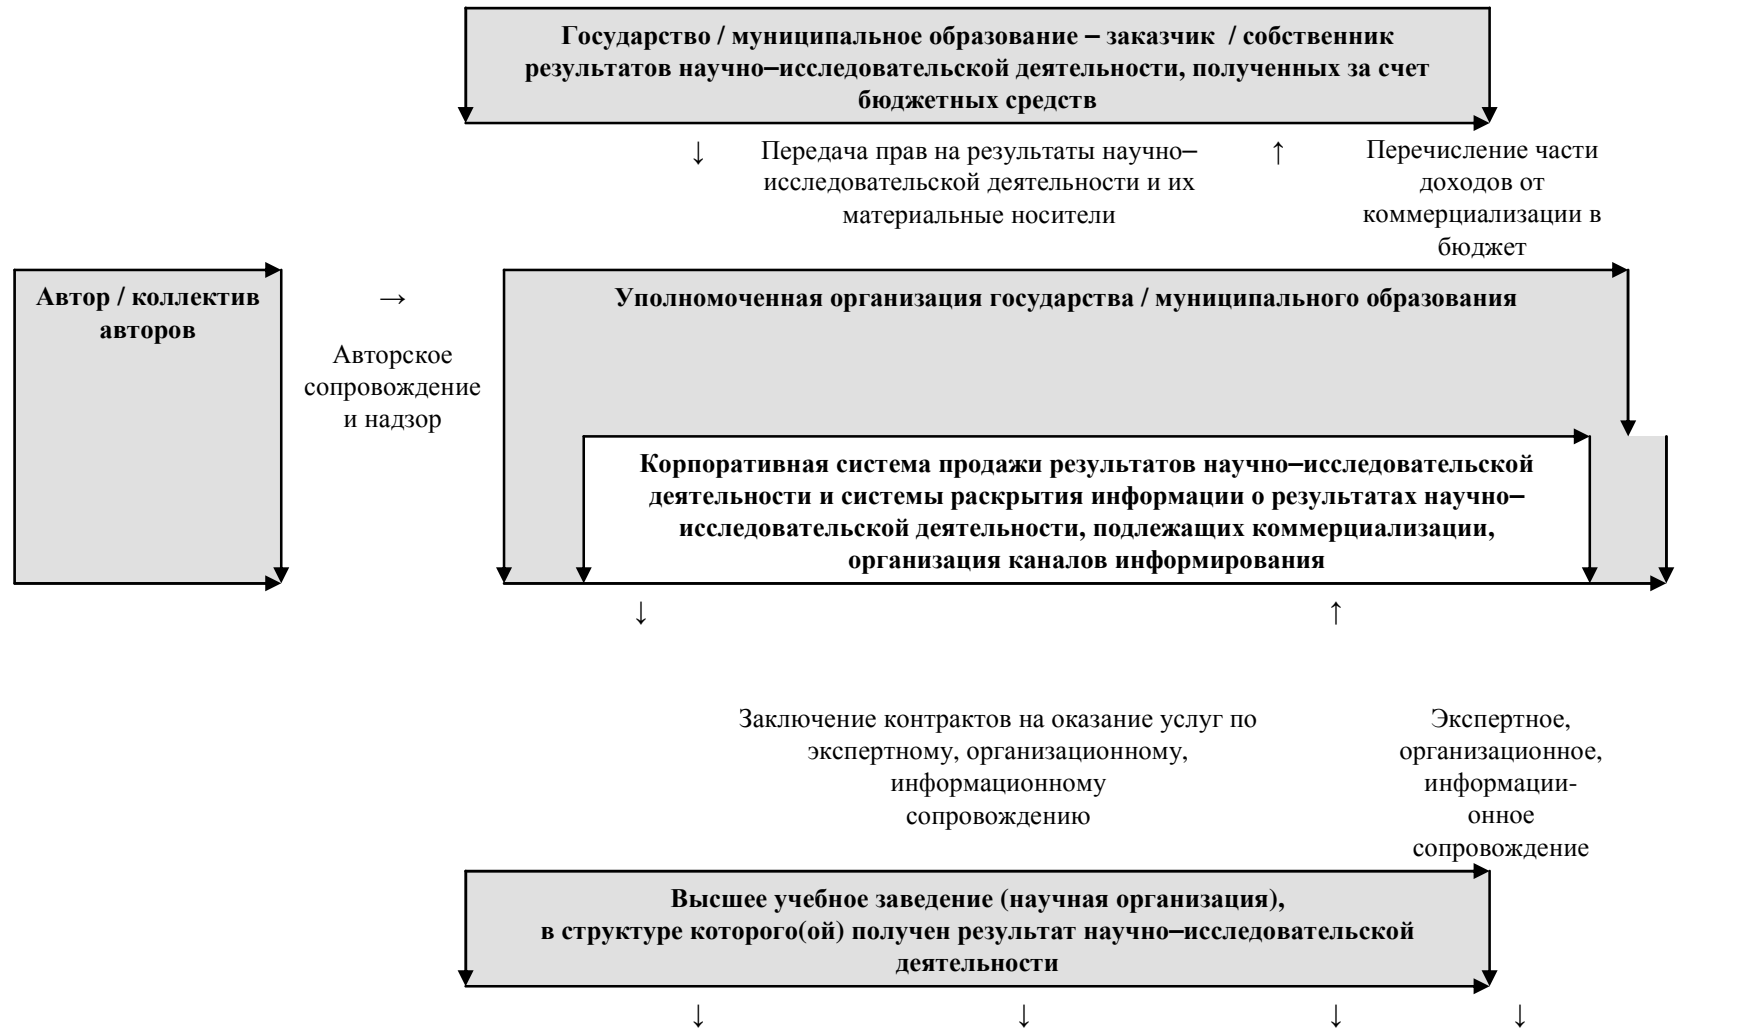 Государство / муниципальное образование – заказчик / собственник
результатов научно–исследовательской деятельности, полученных за счет
бюджетных средств
↓ Передача прав на результаты научно–
исследовательской деятельности и их
материальные носители
↑ Перечисление части
доходов от
коммерциализации в
бюджет
Автор / коллектив
авторов
→
Авторское
сопровождение
и надзор
Уполномоченная организация государства / муниципального образования
Корпоративная система продажи результатов научно–исследовательской
деятельности и системы раскрытия информации о результатах научно–
исследовательской деятельности, подлежащих коммерциализации,
организация каналов информирования
↓ ↑
Заключение контрактов на оказание услуг по
экспертному, организационному,
информационному
сопровождению
Экспертное,
организационное,
информаци-
онное
сопровождение
Высшее учебное заведение (научная организация),
в структуре которого(ой) получен результат научно–исследовательской
деятельности
↓ ↓ ↓ ↓